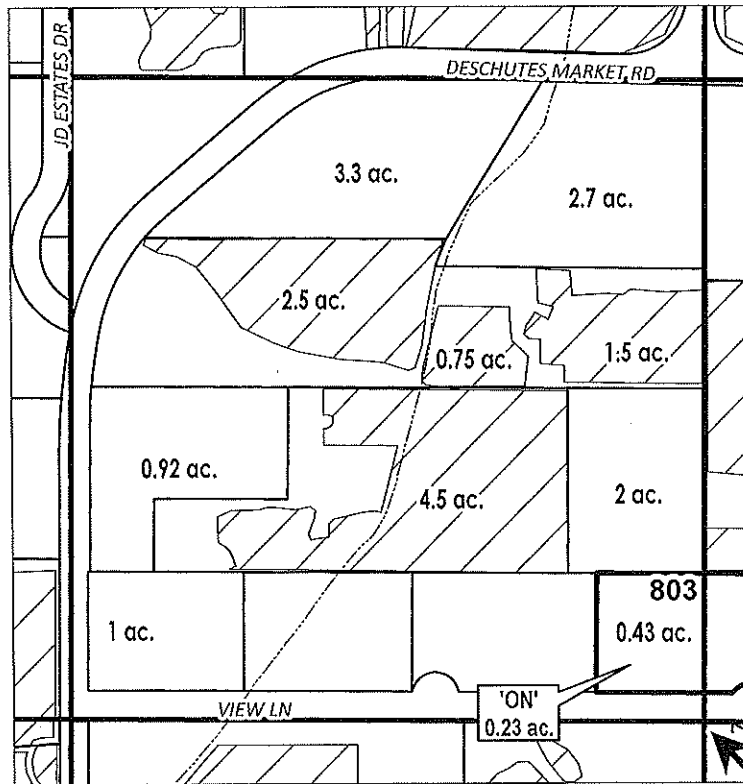 JD ESTATES DR
DESCHUTES MARKET RD
3.3 ac.
2.7 ac.
2.5 ac.
0.75 ac.
1.5 ac.
0.92 ac.
4.5 ac.
2 ac.
803
1 ac.
0.43 ac.
'ON'
0.23 ac.
VIEW LN